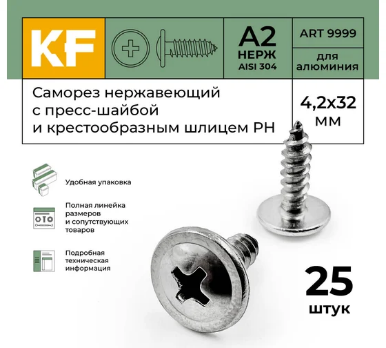 KF
A2
НЕРЖ
AISI 304
ART 9999
для
алюминия
Саморез нержавеющий
с пресс-шайбой
и крестообразным шлицем PH
4,2x32
мм
Удобная упаковка
Полная линейка
размеров
и сопутствующих
товаров
Подробная
техническая
информация
25
штук